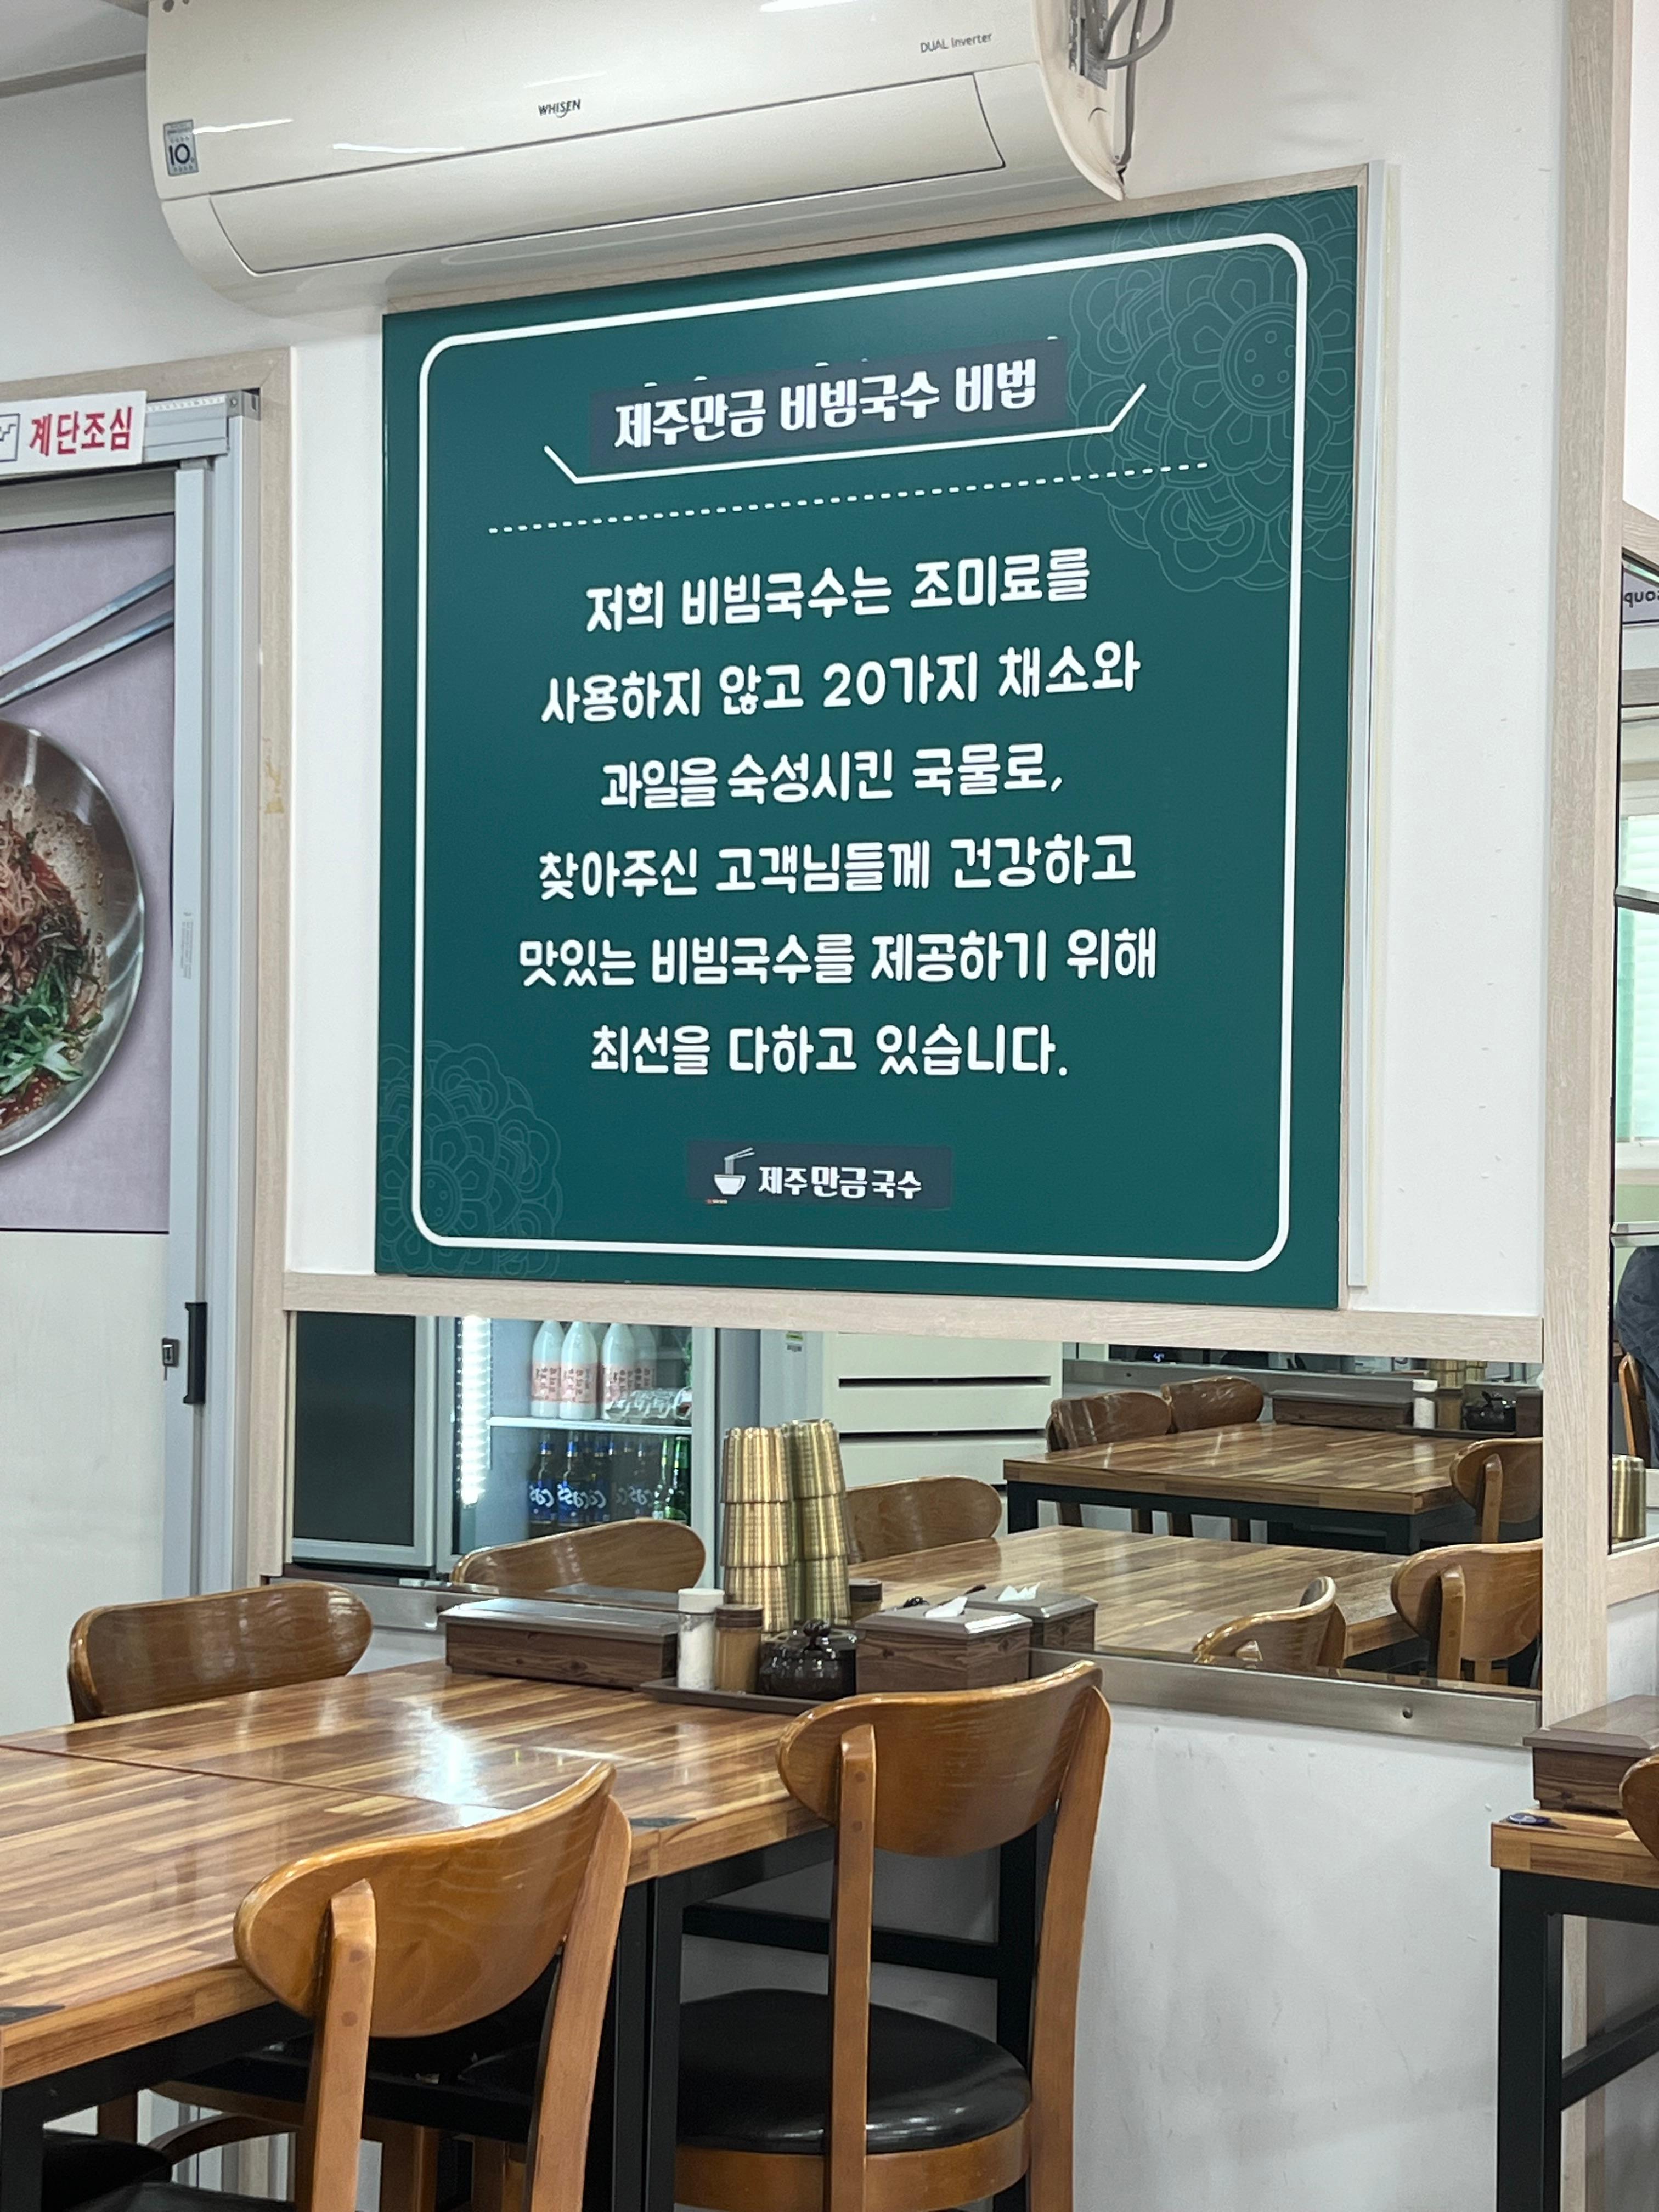 DUAL Inverter
WHISEN
10
계단조심
제주만금 비빔국수 비법
저희 비빔국수는 조미료를
사용하지 않고 20가지 채소와
과일을 숙성시킨 국물로,
찾아주신 고객님들께 건강하고
맛있는 비빔국수를 제공하기 위해
최선을 다하고 있습니다.
제주만금국수